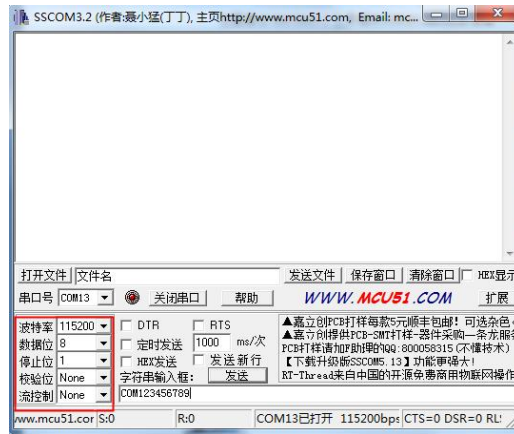 SSCOM3.2 (作者:聂小猛(丁丁), 主页http://www.mcu51.com, Email: mc...
打开文件 文件名 发送文件 保存窗口 清除窗口 HEX显示
串口号 COM13 关闭串口 帮助 WWW.MCU51.COM 扩展
波特率 115200 DTR RTS
数据位 8 定时发送 1000 ms/次
停止位 1 HEX发送 发送新行
校验位 None 字符串输入框: 发送
流控制 None COM123456789
▲嘉立创PCB打样每款5元顺丰包邮! 可选杂色
▲嘉立创提供PCB-SMT打样-器件采购一条龙服
PCB打样请加 QQ:800058315(不懂技术)
【下载升级版SSCOM5.13】功能更强大!
RT-Thread来自中国的开源免费商用物联网操作
www.mcu51.cor S:0 R:0 COM13已打开 115200bps CTS=0 DSR=0 RL